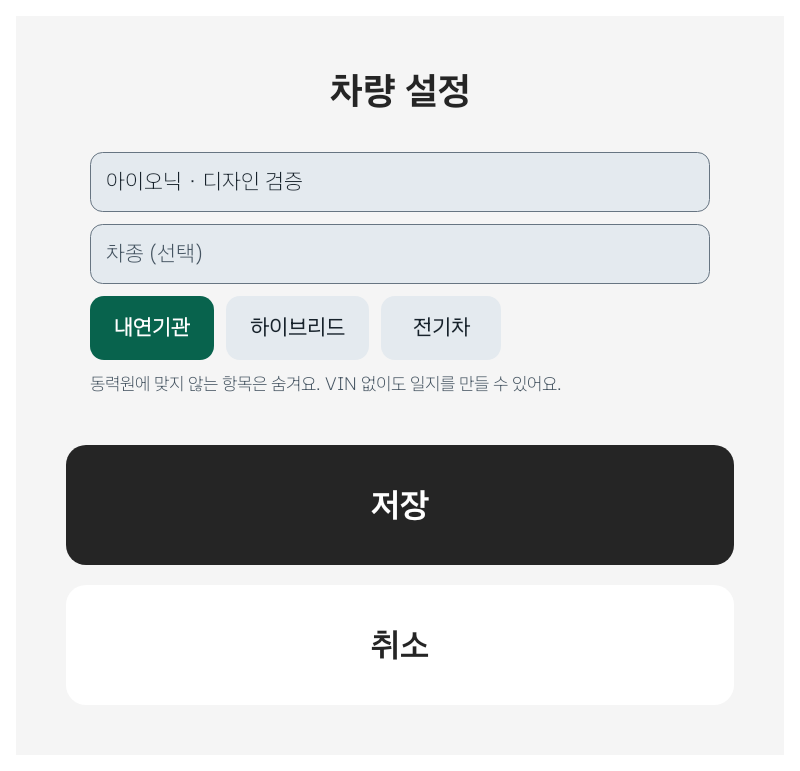 차량 설정
아이오닉 · 디자인 검증
차종 (선택)
내연기관 하이브리드 전기차
동력원에 맞지 않는 항목은 숨겨요. VIN 없이도 일지를 만들 수 있어요.
저장
취소